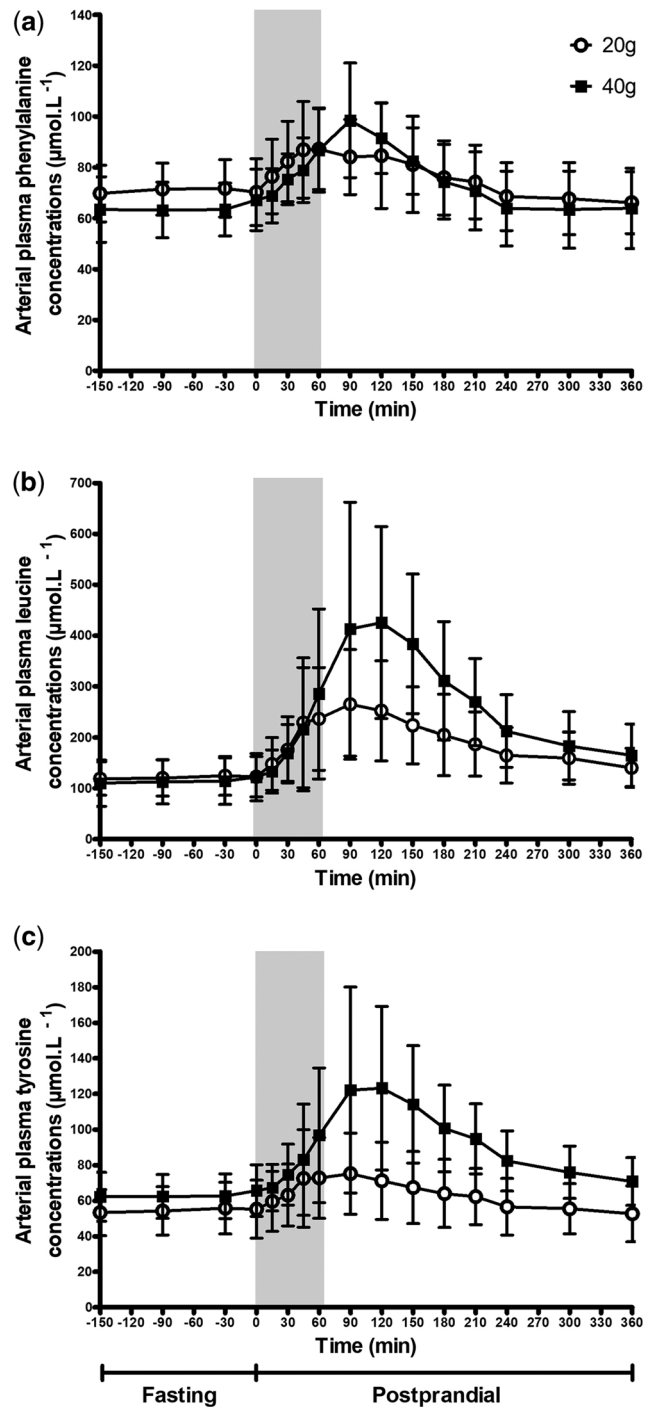 (a)
Arterial plasma phenylalanine
concentrations (µmol.L -1)
140
120
100
80
60
40
20
0
20g
40g
-150 -120 -90 -60 -30 0 30 60 90 120 150 180 210 240 270 300 330 360
Time (min)
(b)
Arterial plasma leucine
concentrations (µmol.L - 1)
700
600
500
400
300
200
100
0
-150 -120 -90 -60 -30 0 30 60 90 120 150 180 210 240 270 300 330 360
Time (min)
(c)
Arterial plasma tyrosine
concentrations (µmol.L - 1)
200
180
160
140
120
100
80
60
40
20
0
-150 -120 -90 -60 -30 0 30 60 90 120 150 180 210 240 270 300 330 360
Time (min)
Fasting Postprandial